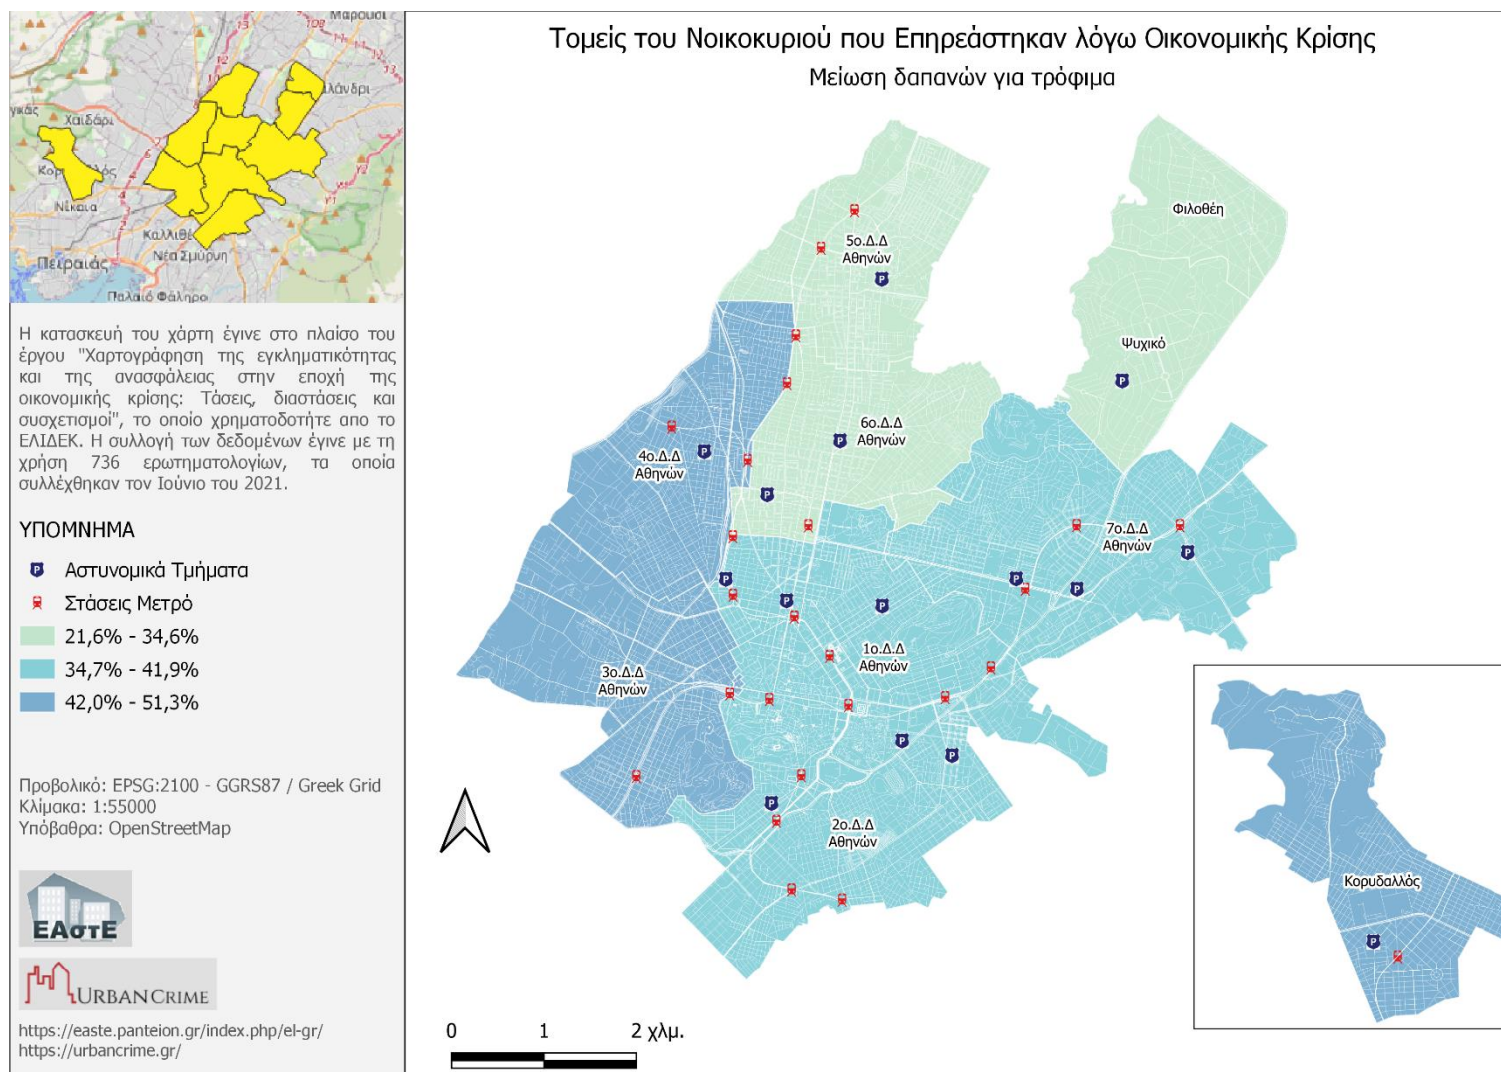 Τομείς του Νοικοκυριού που Επηρεάστηκαν λόγω Οικονομικής Κρίσης
Μείωση δαπανών για τρόφιμα
Μαρούσι
Χαϊδάρι
Νίκαια
Καλλιθέ
Νέα Σμύρνη
Πειραιάς
Παλαιό Φάληρο
Η κατασκευή του χάρτη έγινε στο πλαίσο του
έργου "Χαρτογράφηση της εγκληματικότητας
και της ανασφάλειας στην εποχή της
οικονομικής κρίσης: Τάσεις, διαστάσεις και
συσχετισμοί", το οποίο χρηματοδοτήτε απο το
ΕΛΙΔΕΚ. Η συλλογή των δεδομένων έγινε με τη
χρήση 736 ερωτηματολογίων, τα οποία
συλλέχθηκαν τον Ιούνιο του 2021.
ΥΠΟΜΝΗΜΑ
Αστυνομικά Τμήματα
Στάσεις Μετρό
21,6% - 34,6%
34,7% - 41,9%
42,0% - 51,3%
Προβολικό: EPSG:2100 - GGRS87 / Greek Grid
Κλίμακα: 1:55000
Υπόβαθρα: OpenStreetMap
ΕΑστΕ
URBANCRIME
https://easte.panteion.gr/index.php/el-gr/
https://urbancrime.gr/
Φιλοθέη
5ο.Δ.Δ
Αθηνών
Ψυχικό
6ο.Δ.Δ
Αθηνών
4ο.Δ.Δ
Αθηνών
7ο.Δ.Δ
Αθηνών
1ο.Δ.Δ
Αθηνών
3ο.Δ.Δ
Αθηνών
2ο.Δ.Δ
Αθηνών
Κορυδαλλός
0 1 2 χλμ.